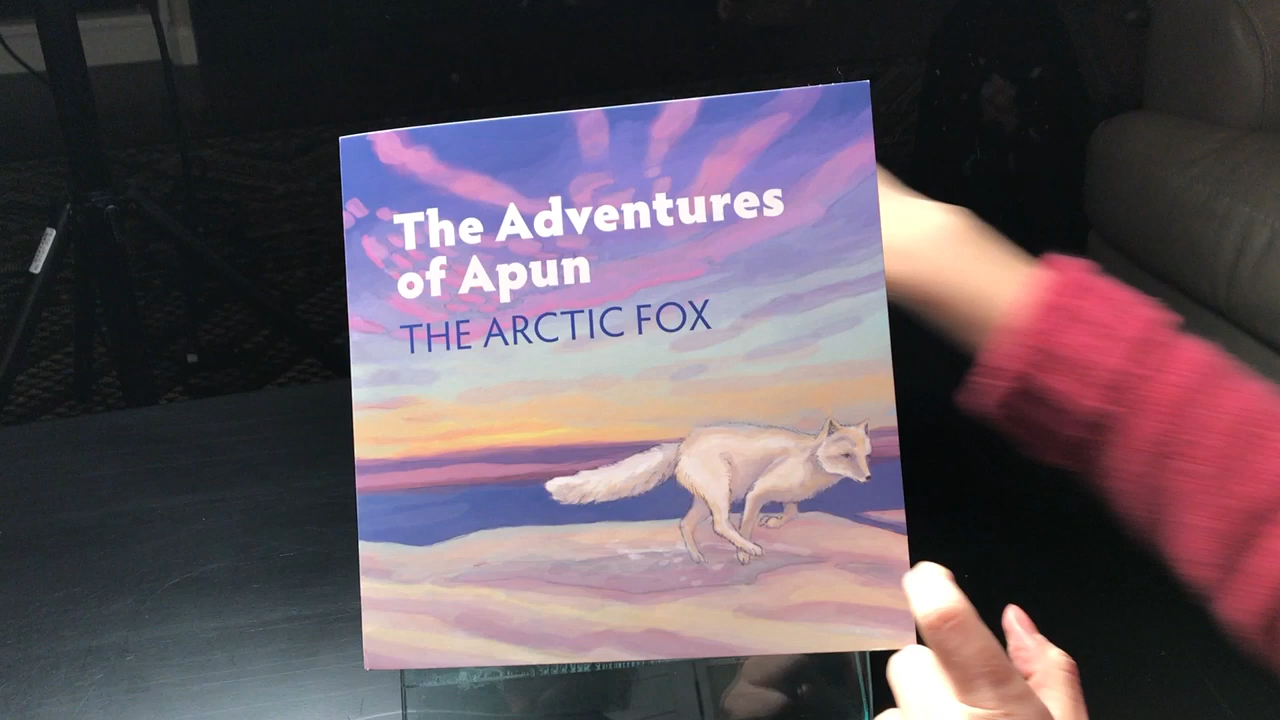 The Adventures
of Apun
THE ARCTIC FOX